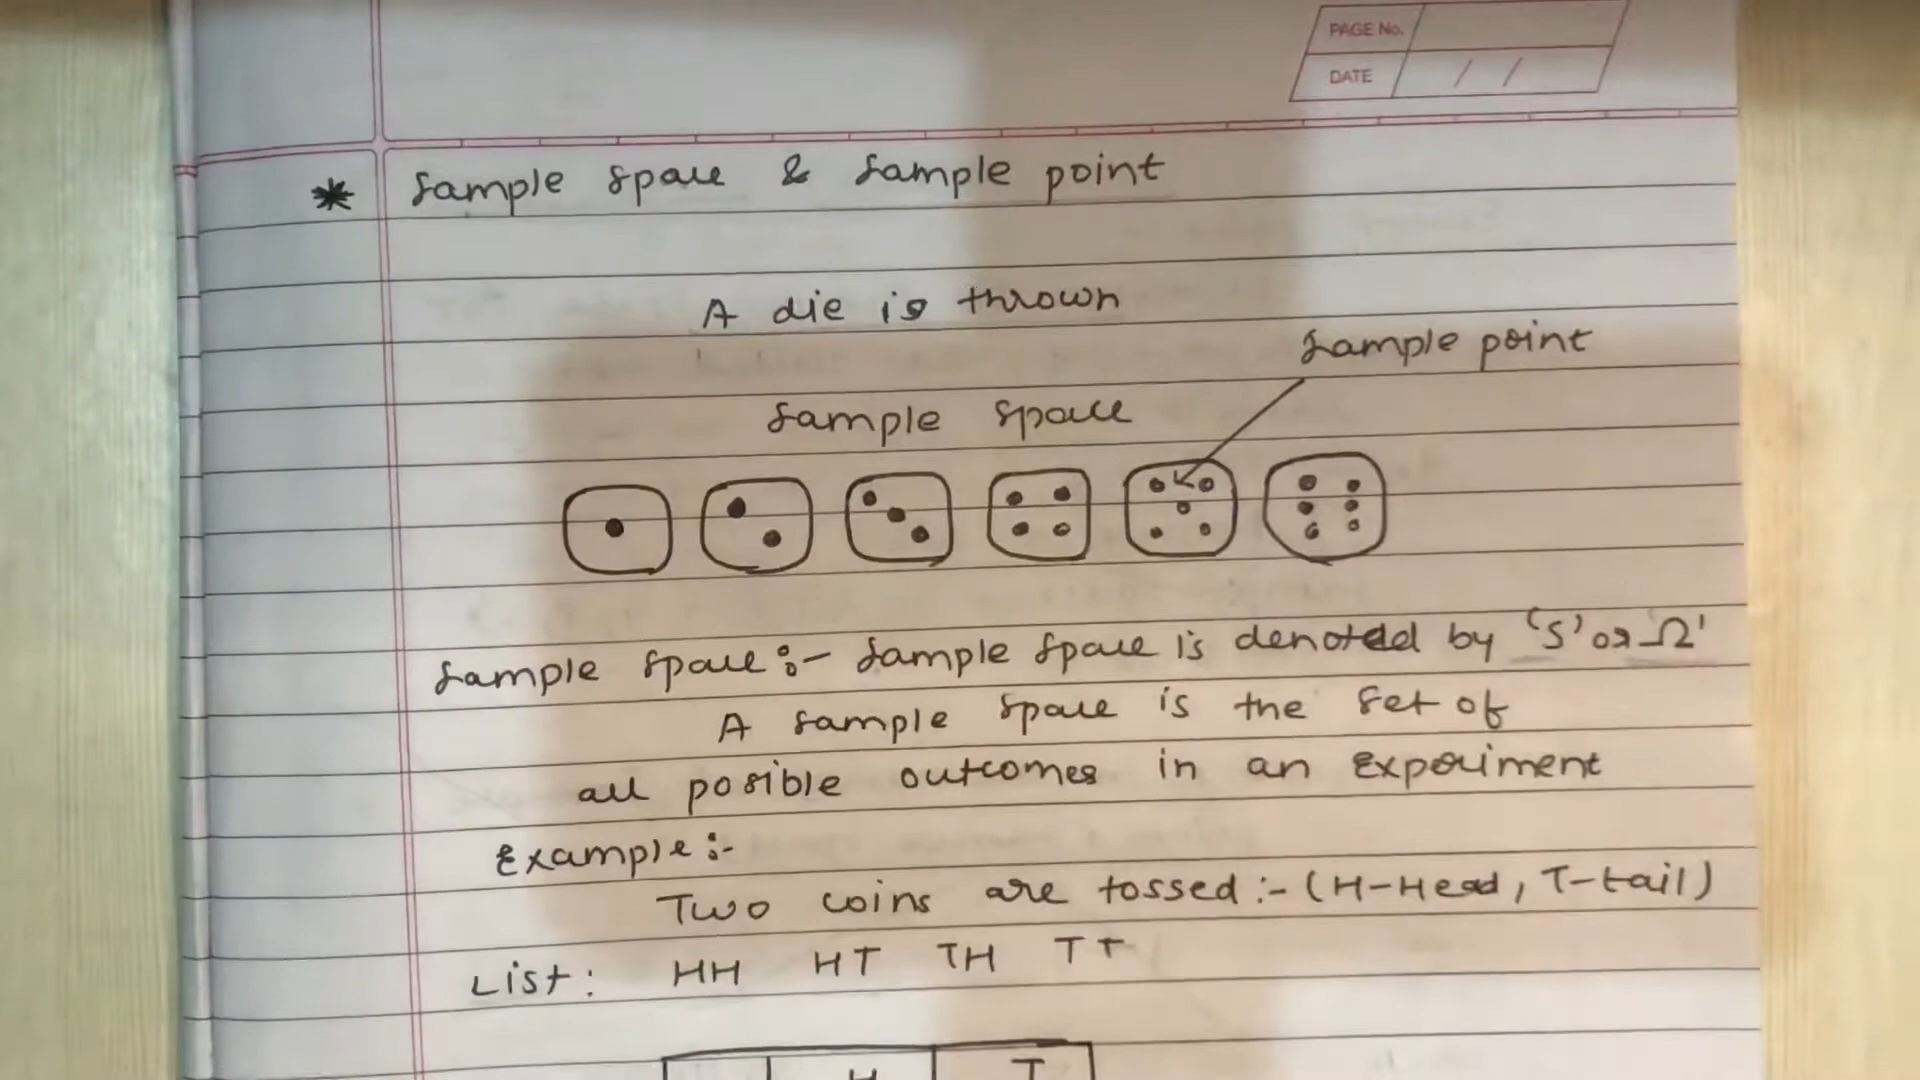 PAGE No.
DATE / /
* Sample space & Sample point
A die is thrown
Sample point
Sample space
Sample space :- Sample space is denoted by 'S' or Ω'
A sample space is the set of
all posible outcomes in an experiment
Example :-
Two coins are tossed :- (H-Head, T-tail)
List : HH HT TH TT
H T